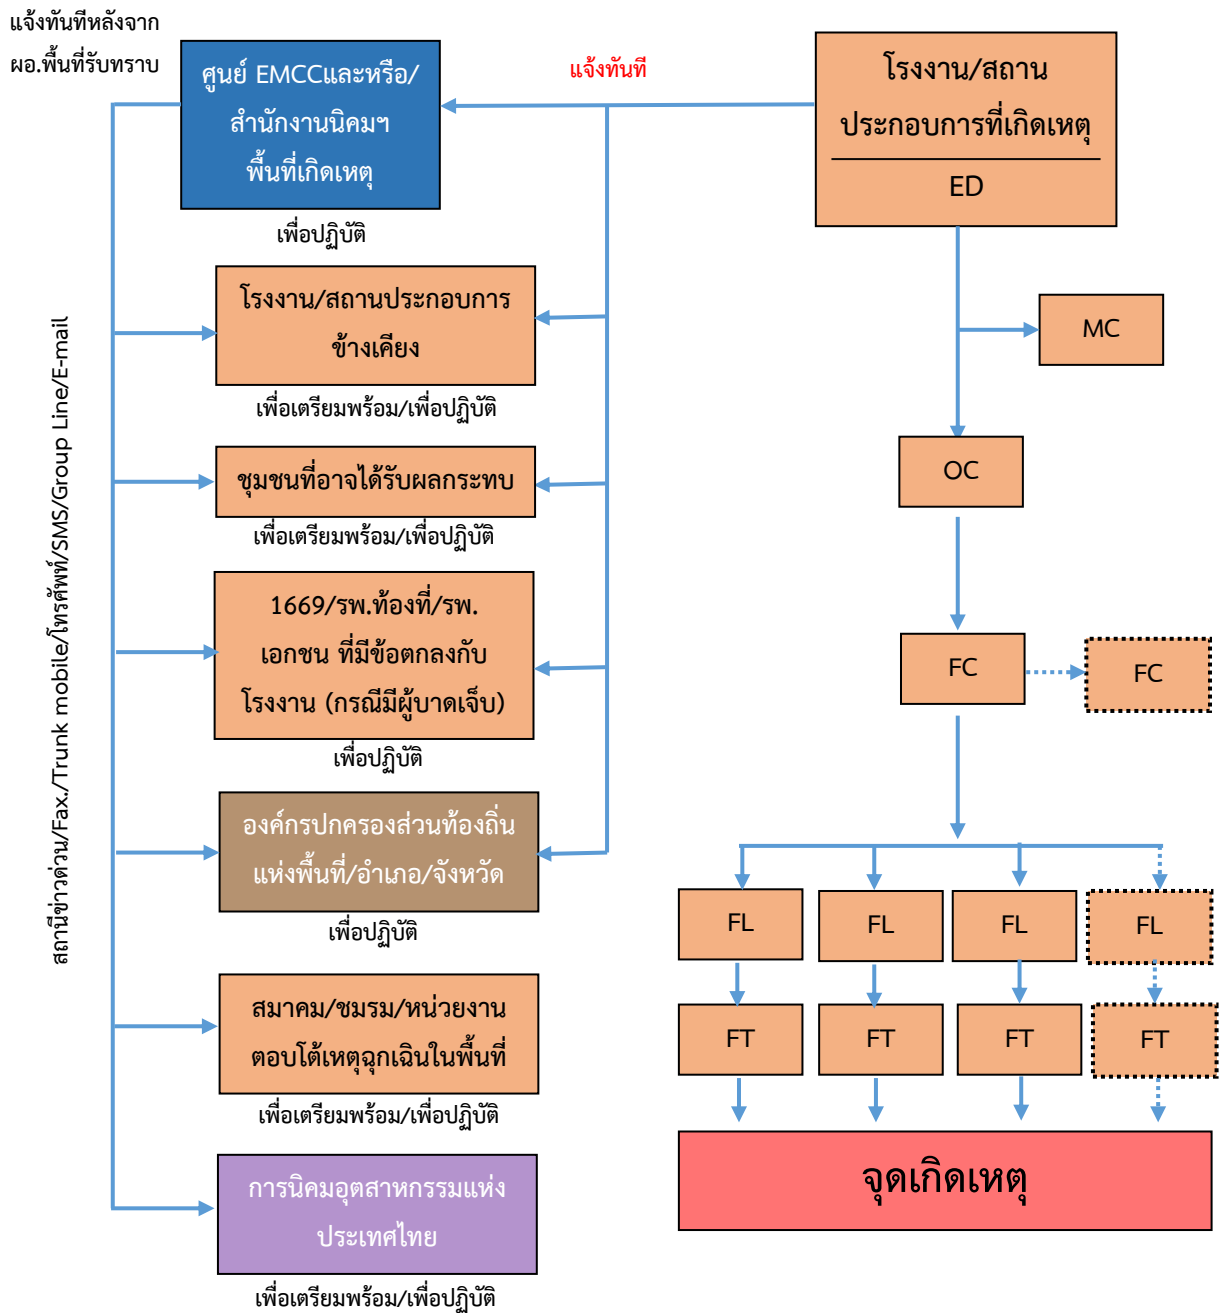 แจ้งทันทีหลังจาก
ผอ.พื้นที่รับทราบ
ศูนย์ EMCCและหรือ/
สำนักงานนิคมฯ
พื้นที่เกิดเหตุ
เพื่อปฏิบัติ
แจ้งทันที
โรงงาน/สถาน
ประกอบการที่เกิดเหตุ
ED
โรงงาน/สถานประกอบการ
ข้างเคียง
เพื่อเตรียมพร้อม/เพื่อปฏิบัติ
ชุมชนที่อาจได้รับผลกระทบ
เพื่อเตรียมพร้อม/เพื่อปฏิบัติ
1669/รพ.ท้องที่/รพ.
เอกชน ที่มีข้อตกลงกับ
โรงงาน (กรณีมีผู้บาดเจ็บ)
เพื่อปฏิบัติ
องค์กรปกครองส่วนท้องถิ่น
แห่งพื้นที่/อำเภอ/จังหวัด
เพื่อปฏิบัติ
สมาคม/ชมรม/หน่วยงาน
ตอบโต้เหตุฉุกเฉินในพื้นที่
เพื่อเตรียมพร้อม/เพื่อปฏิบัติ
การนิคมอุตสาหกรรมแห่ง
ประเทศไทย
เพื่อเตรียมพร้อม/เพื่อปฏิบัติ
สถานีข่าวด่วน/Fax./Trunk mobile/โทรศัพท์/SMS/Group Line/E-mail
MC
OC
FC
FC
FL
FL
FL
FL
FT
FT
FT
FT
จุดเกิดเหตุ